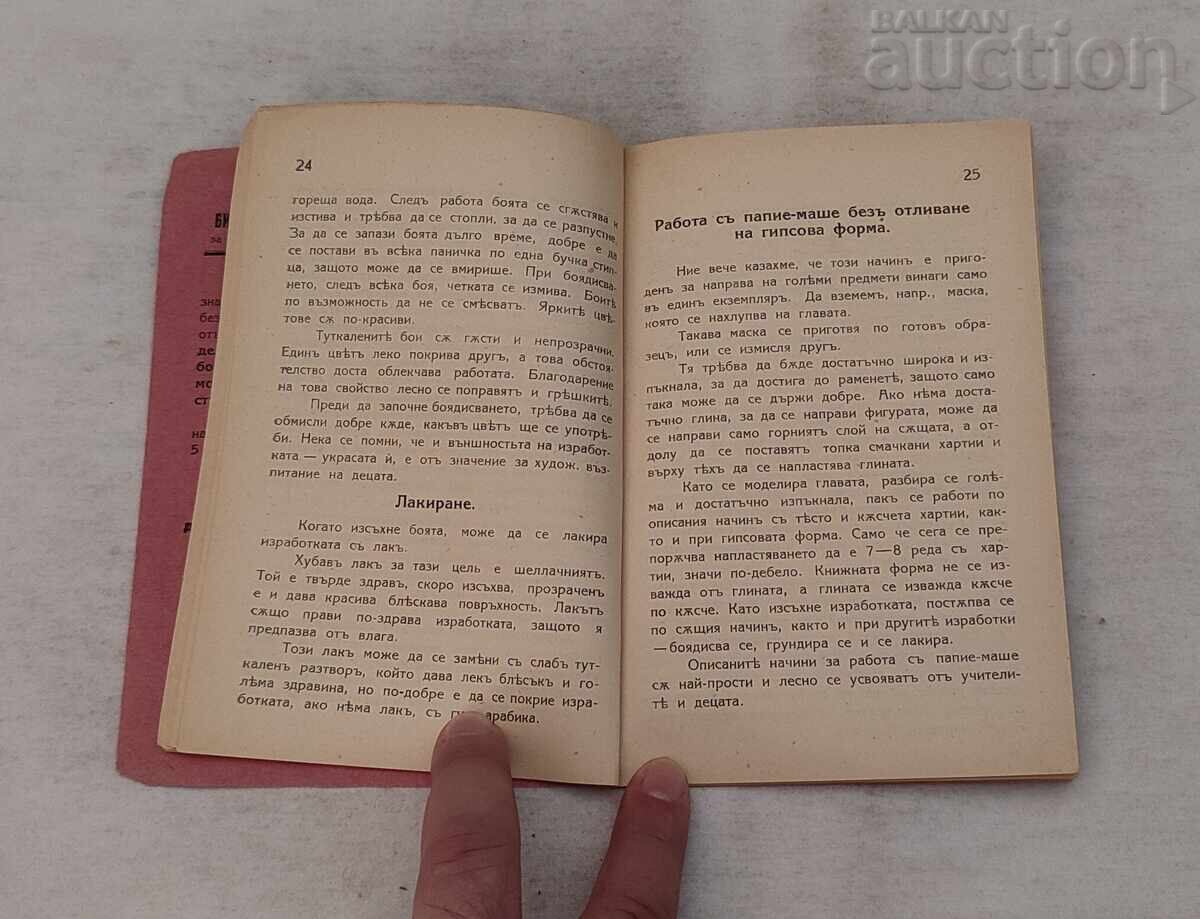 BALKAN
auction
24
гореща вода. Следъ работа боята се сгѫстява и
изстива и трѣбва да се стопли, за да се разпустне.
За да се запази боята дълго време, добре е да
се постави въ всѣка паничка по една бучка стип-
ца, защото може да се вмирише. При боядисва-
нето, следъ всѣка боя, четката се измива. Боитѣ
по възможность да не се смѣсватъ. Яркитѣ цвѣ-
тове сѫ по-красиви.
Туткаленитѣ бои сѫ гѫсти и непрозрачни.
Единъ цвѣтъ леко покрива другъ, а това обстоя-
телство доста облекчава работата. Благодарение
на това свойство лесно се поправятъ и грѣшкитѣ.
Преди да започне боядисването, трѣбва да се
обмисли добре кѫде, какъвъ цвѣтъ ще се употрѣ-
би. Нека се помни, че и външностьта на изработ-
ката — украсата ѝ, е отъ значение за худож. въз-
питание на децата.
Лакиране.
Когато изсъхне боята, може да се лакира
изработката съ лакъ.
Хубавъ лакъ за тази цель е шеллачниятъ.
Той е твърде здравъ, скоро изсъхва, прозраченъ
е и дава красива блѣскава повръхность. Лакътъ
сѫщо прави по-здрава изработката, защото я
предпазва отъ влага.
Този лакъ може да се замѣни съ слабъ тут-
каленъ разтворъ, който дава лекъ блѣсъкъ и го-
лѣма здравина, но по-добре е да се покрие изра-
ботката, ако нѣма лакъ, съ арабика.
25
Работа съ папие-маше безъ отливане
на гипсова форма.
Ние вече казахме, че този начинъ е приго-
денъ за направа на голѣми предмети винаги само
въ единъ екземпляръ. Да вземемъ, напр., маска,
която се нахлупва на главата.
Такава маска се приготвя по готовъ обра-
зецъ, или се измисля другъ.
Тя трѣбва да бѫде достатъчно широка и из-
пъкнала, за да достига до раменетѣ, защото само
така може да се държи добре. Ако нѣма доста-
тъчно глина, за да се направи фигурата, може да
се направи само горниятъ слой на сѫщата, а от-
долу да се поставятъ топка смачкани хартии и
върху тѣхъ да се напластява глината.
Като се моделира главата, разбира се голѣ-
ма и достатъчно изпъкнала, пакъ се работи по
описания начинъ съ тѣсто и кѫсчета хартии, как-
то и при гипсовата форма. Само че сега се пре-
порѫчва напластяването да е 7—8 реда съ хар-
тии, значи по-дебело. Книжната форма не се из-
важда отъ глината, а глината се изважда кѫсче
по кѫсче. Като изсъхне изработката, постѫпва се
по сѫщия начинъ, както и при другитѣ изработки
— боядисва се, грундира се и се лакира.
Описанитѣ начини за работа съ папие-маше
сѫ най-прости и лесно се усвояватъ отъ учители-
тѣ и децата.